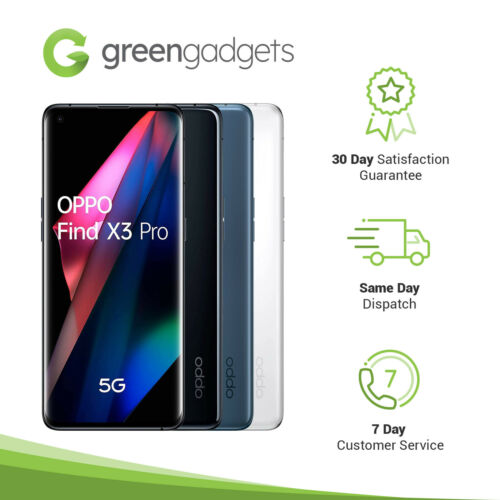 greengadgets
OPPO
Find X3 Pro
5G
oppo
oppo
oppo
30 Day Satisfaction
Guarantee
Same Day
Dispatch
7
7 Day
Customer Service